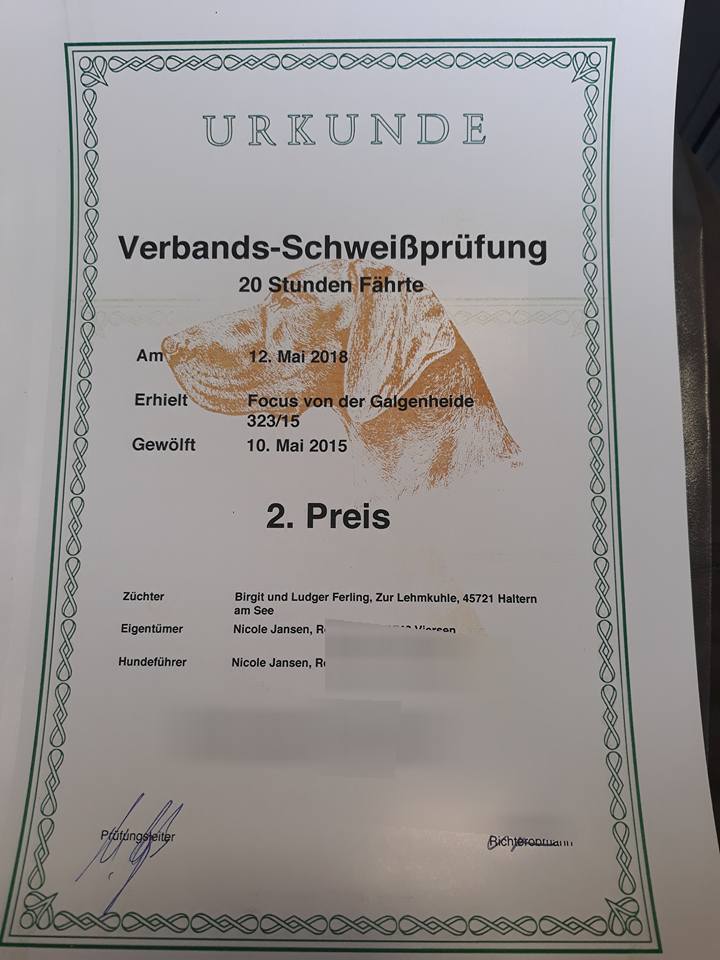 URKUNDE
Verbands-Schweißprüfung
20 Stunden Fährte
Am 12. Mai 2018
Erhielt Focus von der Galgenheide
323/15
Gewölft 10. Mai 2015
2. Preis
Züchter Birgit und Ludger Ferling, Zur Lehmkuhle, 45721 Haltern
am See
Eigentümer Nicole Jansen, Viersen
Hundeführer Nicole Jansen,
Prüfungsleiter Richterobmann